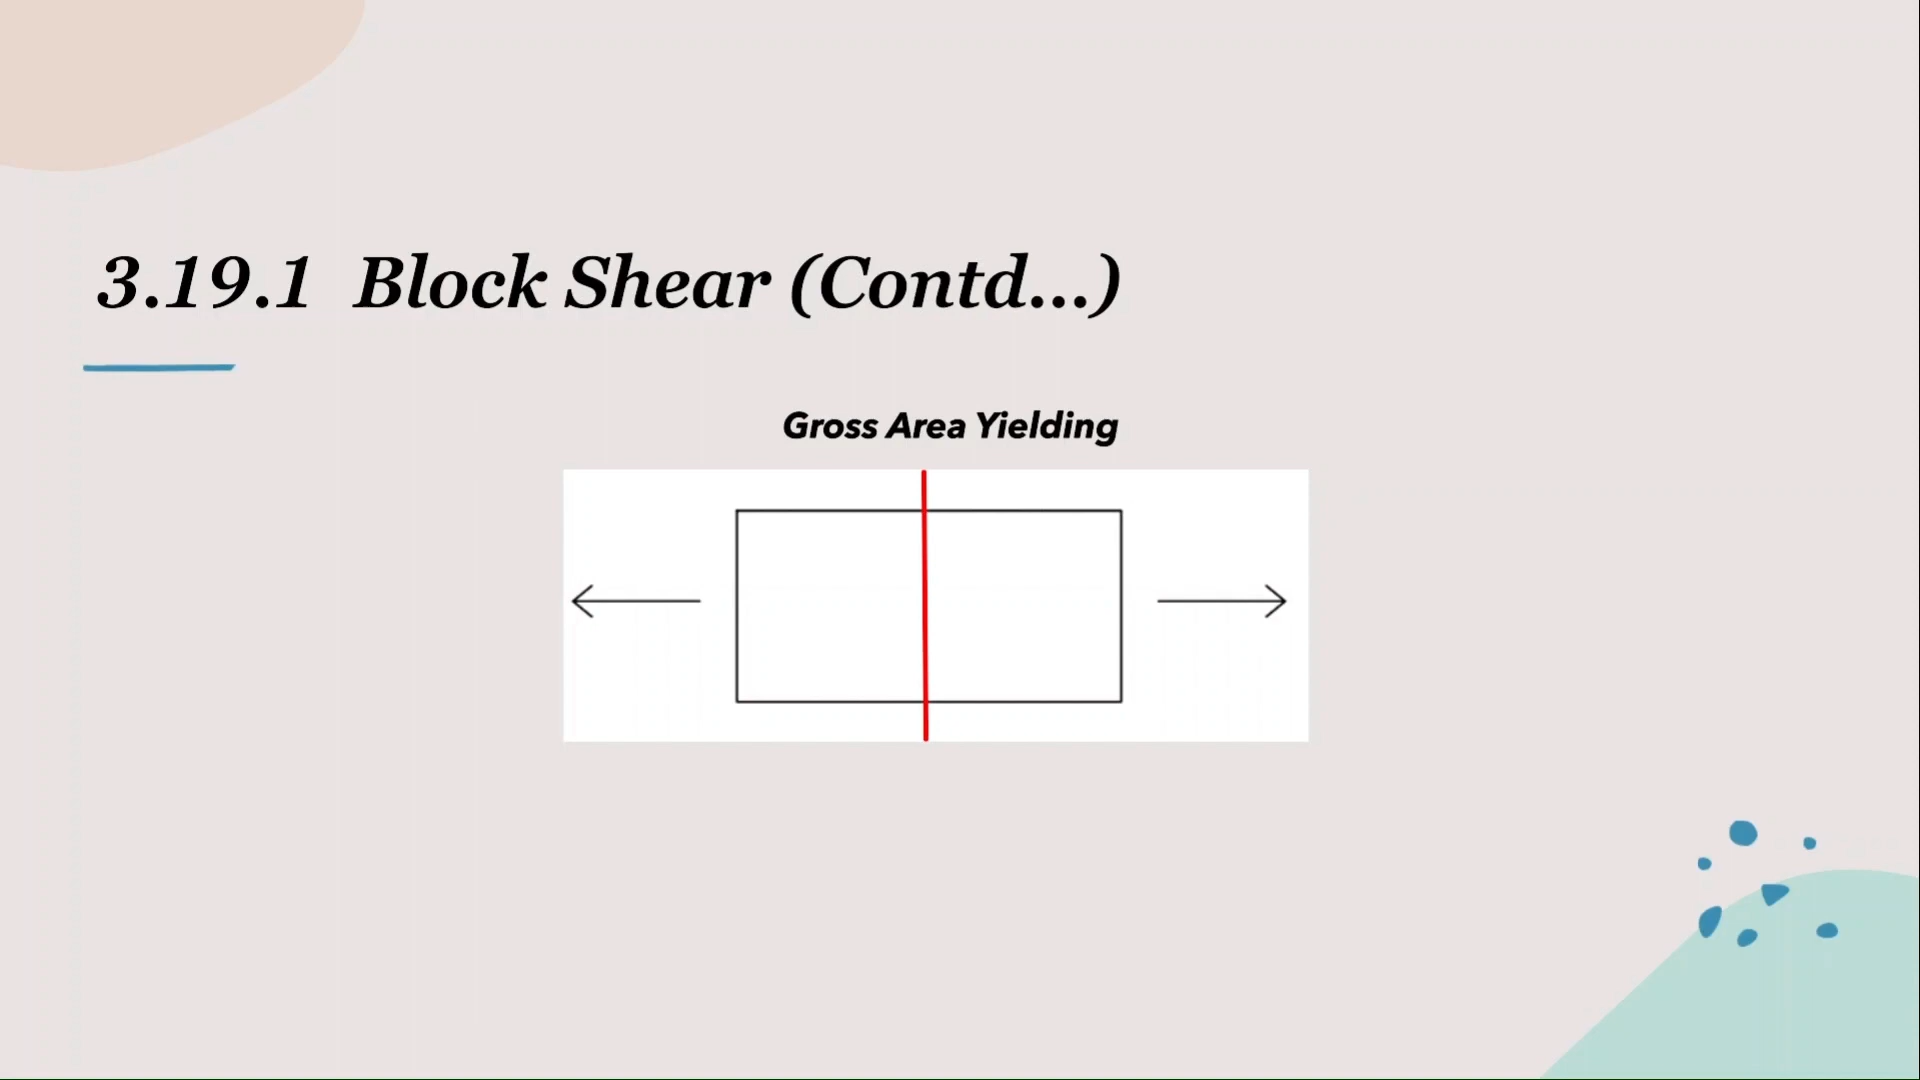 3.19.1 Block Shear (Contd...)
Gross Area Yielding